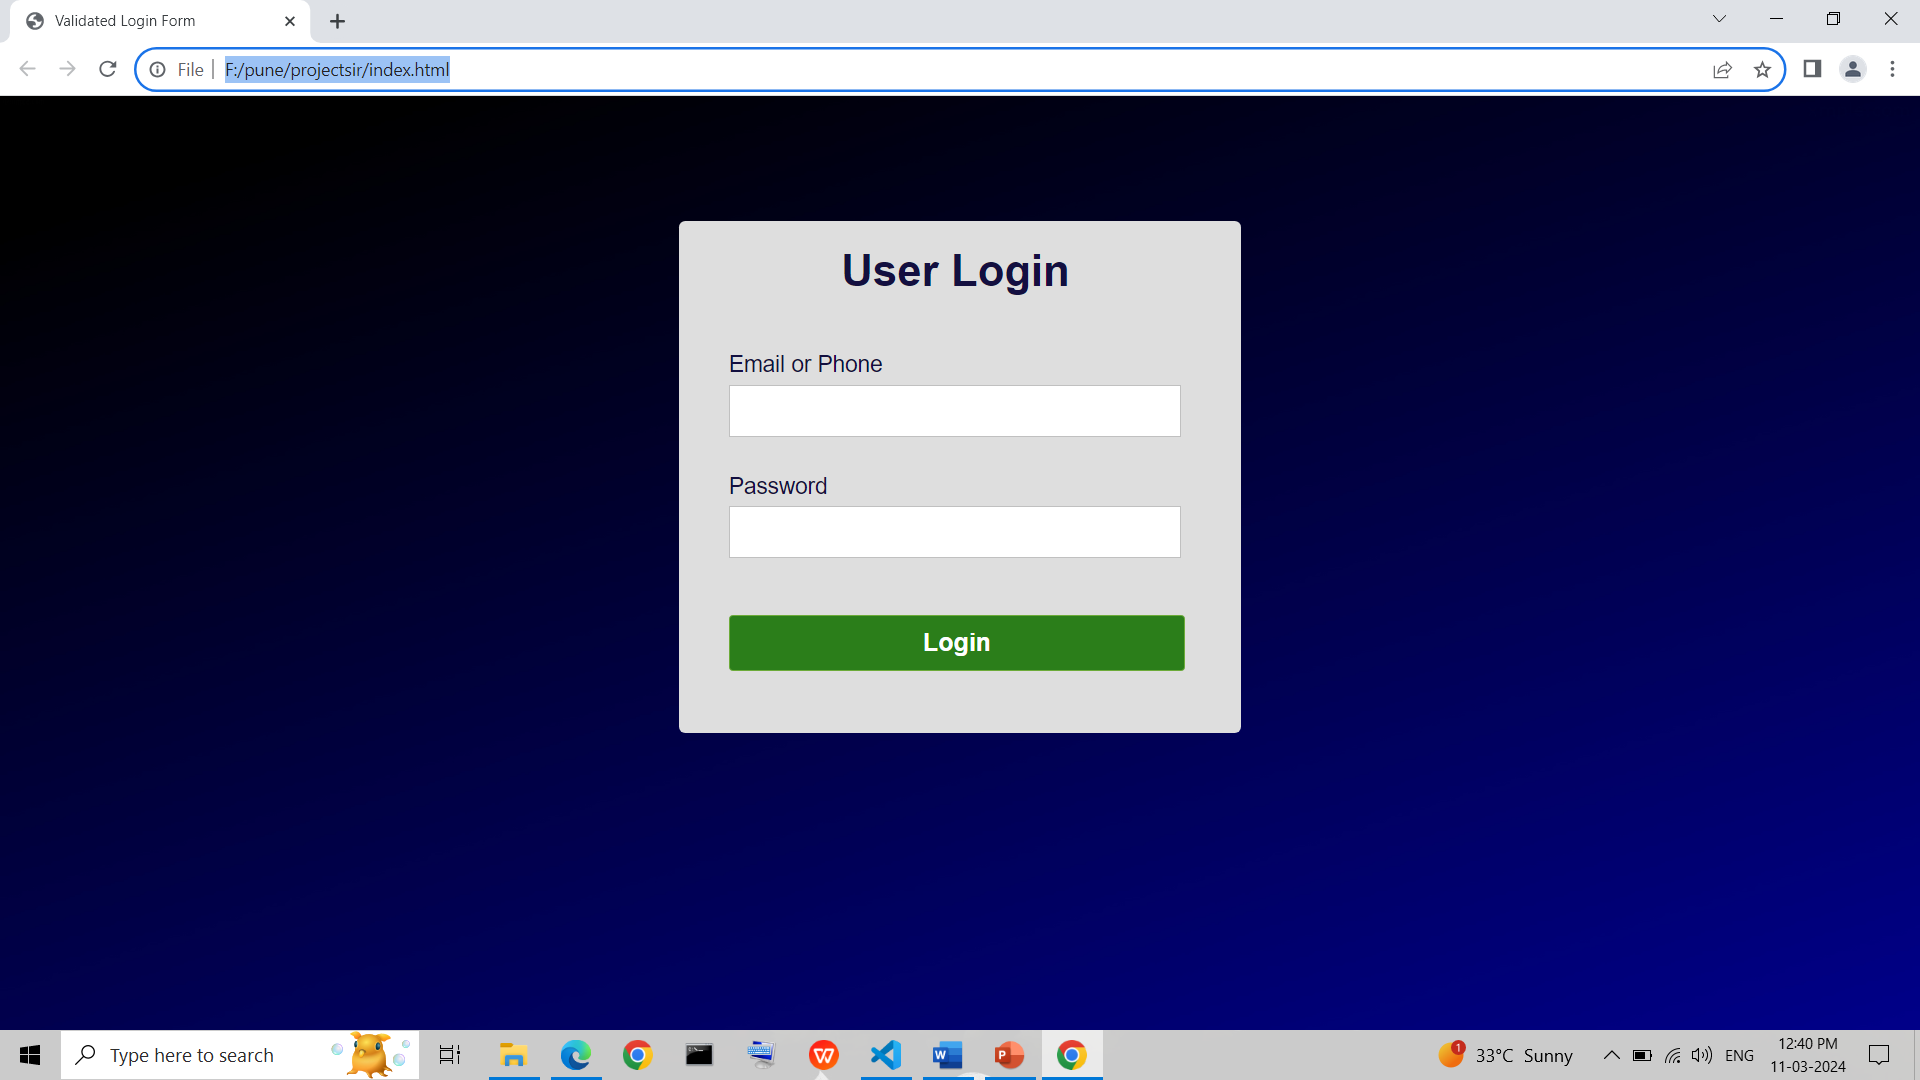 Validated Login Form
File F:/pune/projectsir/index.html
User Login
Email or Phone
Password
Login
Type here to search
1
33°C Sunny
ENG
12:40 PM
11-03-2024